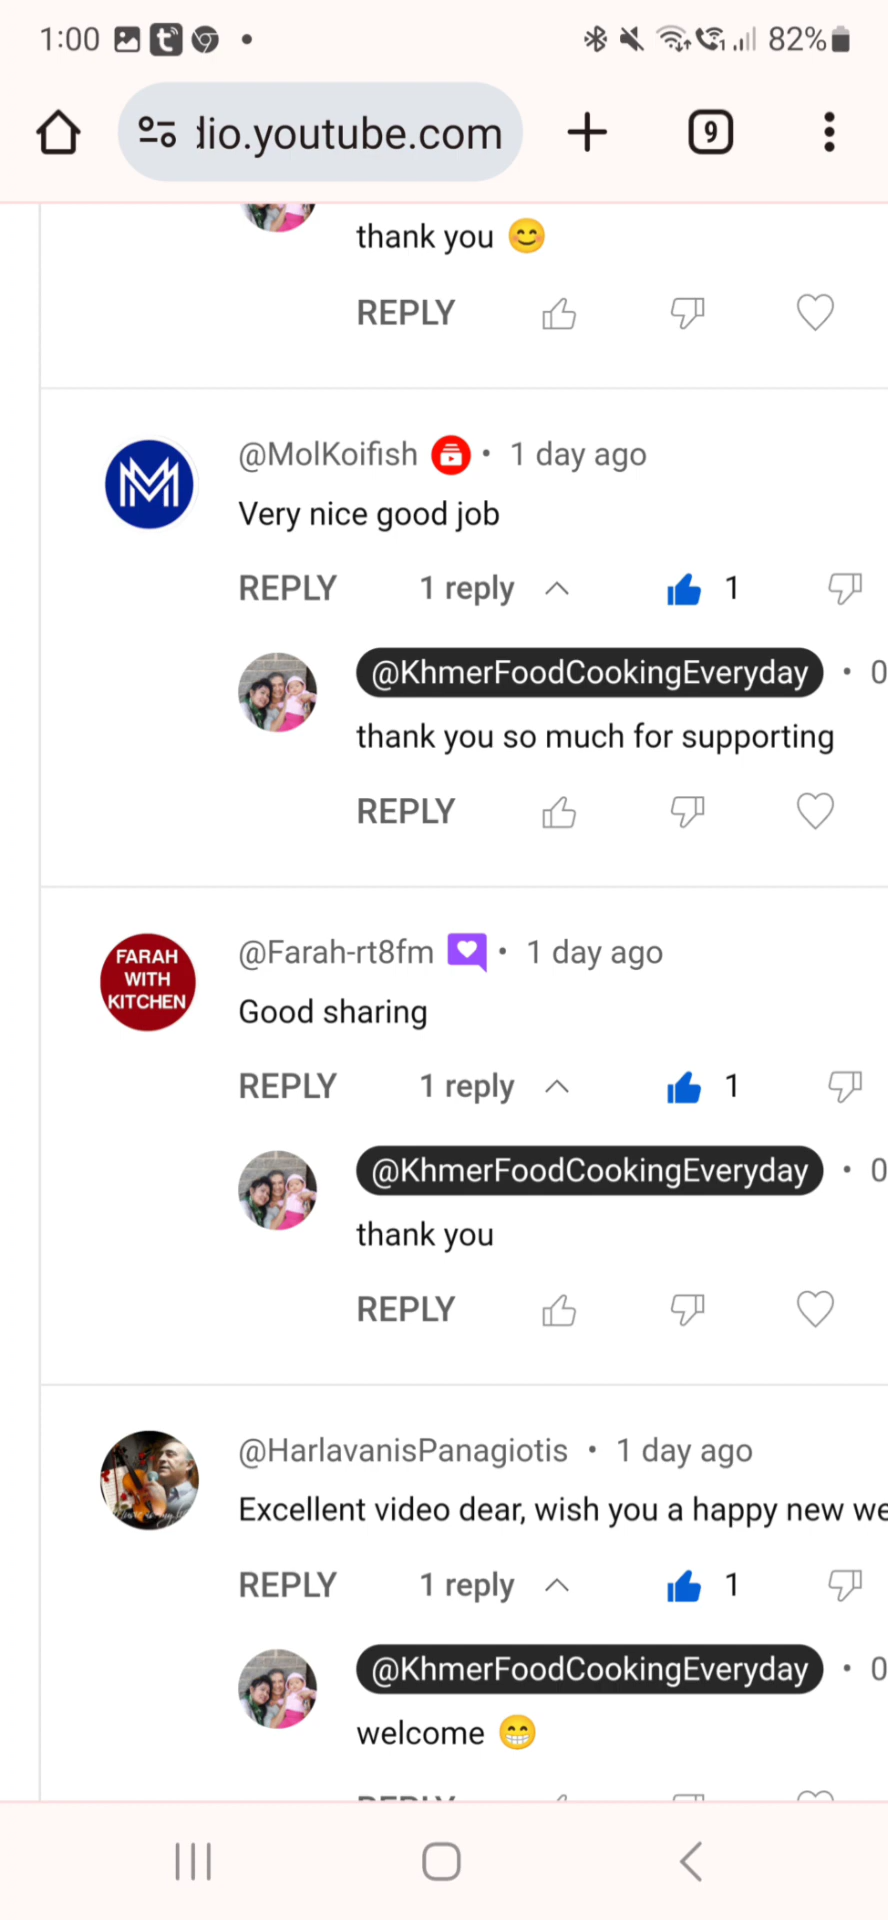 1:00
82%
dio.youtube.com
9
thank you 😊
REPLY
@MolKoifish • 1 day ago
Very nice good job
REPLY 1 reply 1
@KhmerFoodCookingEveryday • 0
thank you so much for supporting
REPLY
FARAH
WITH
KITCHEN
@Farah-rt8fm • 1 day ago
Good sharing
REPLY 1 reply 1
@KhmerFoodCookingEveryday • 0
thank you
REPLY
@HarlavanisPanagiotis • 1 day ago
Excellent video dear, wish you a happy new we
REPLY 1 reply 1
@KhmerFoodCookingEveryday • 0
welcome 😁
REPLY